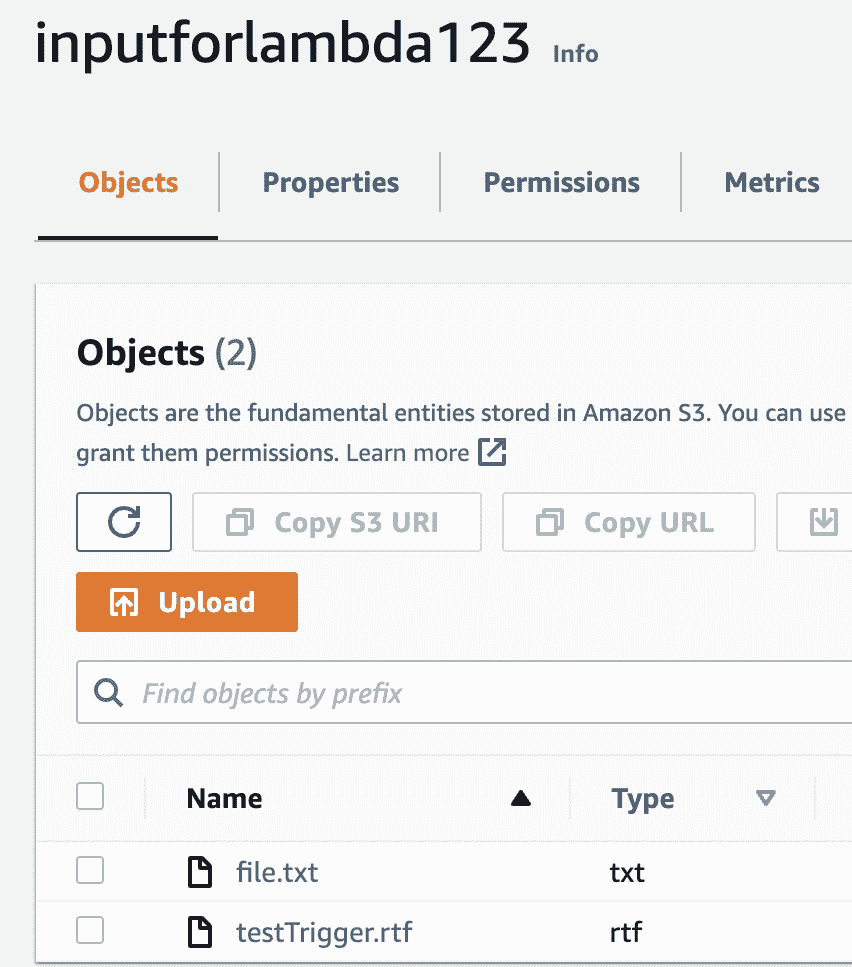 inputforlambda123 Info
Objects Properties Permissions Metrics
Objects (2)
Objects are the fundamental entities stored in Amazon S3. You can use
grant them permissions. Learn more
Copy S3 URI Copy URL
Upload
Find objects by prefix
Name Type
file.txt txt
testTrigger.rtf rtf